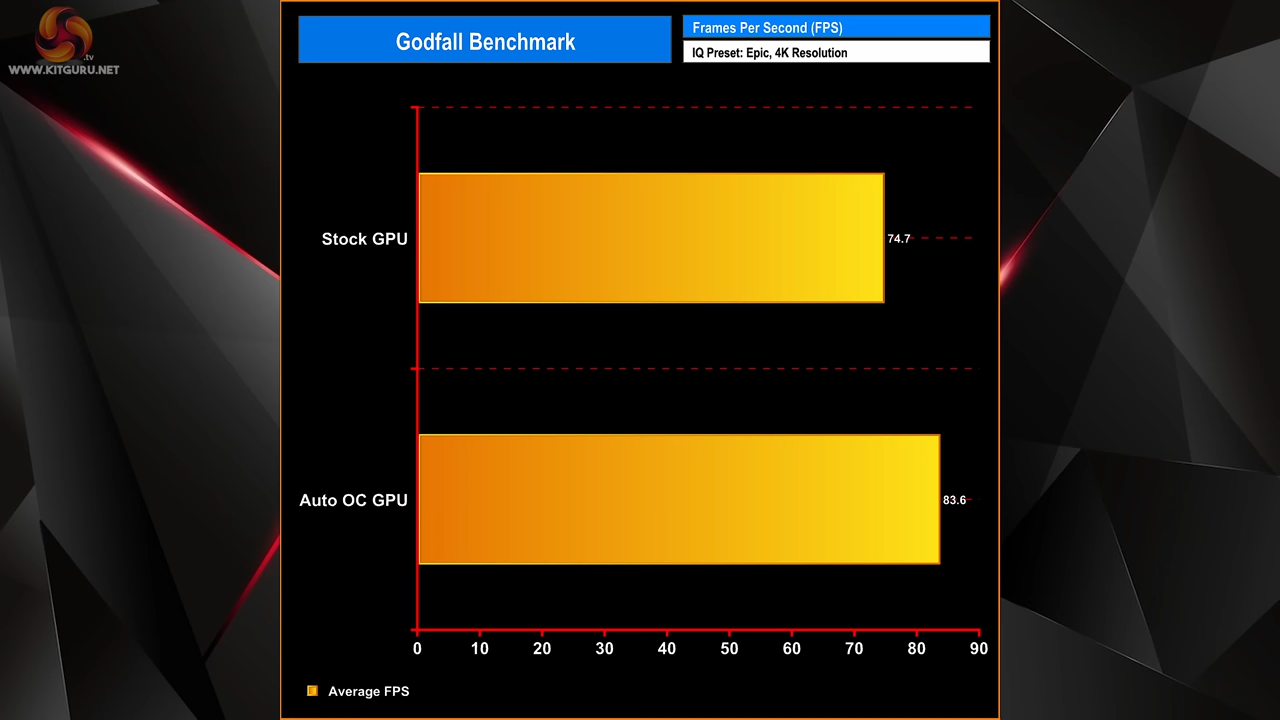 .tv
WWW.KITGURU.NET
Godfall Benchmark
Frames Per Second (FPS)
IQ Preset: Epic, 4K Resolution
Stock GPU
74.7
Auto OC GPU
83.6
0 10 20 30 40 50 60 70 80 90
Average FPS